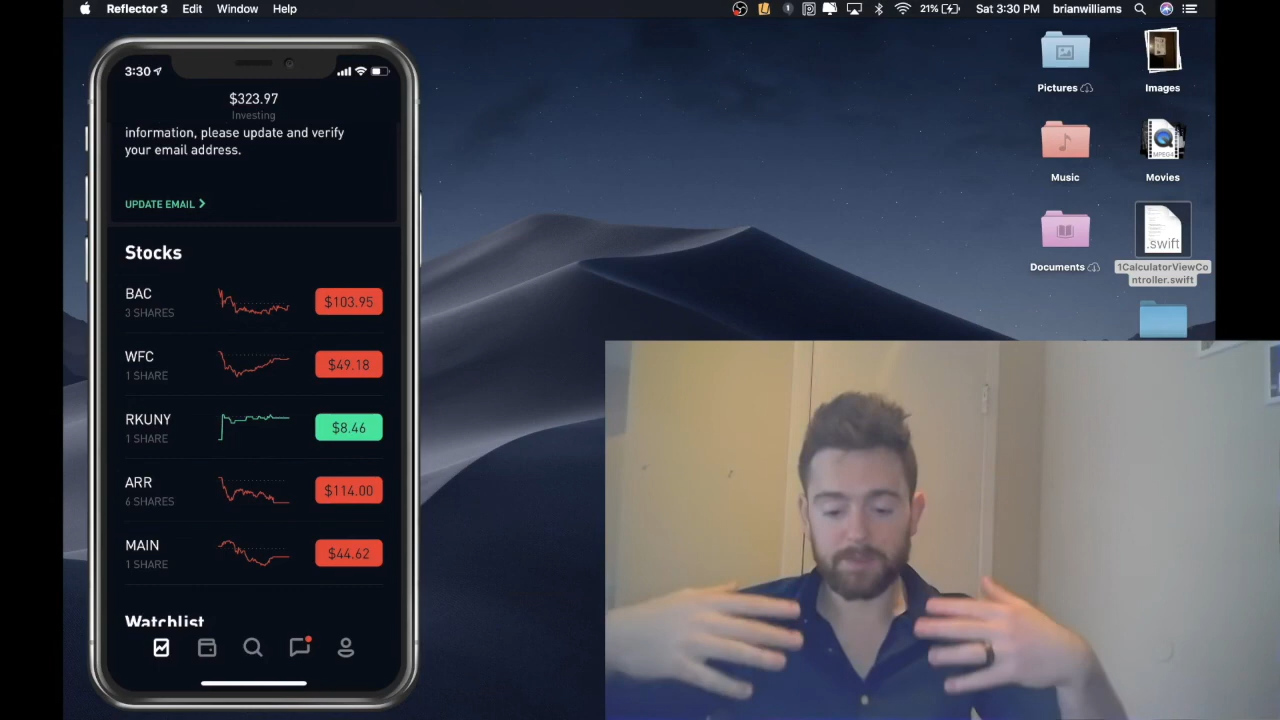 Reflector 3 Edit Window Help
21% Sat 3:30 PM brianwilliams
3:30
$323.97
Investing
information, please update and verify
your email address.
UPDATE EMAIL
Stocks
BAC
3 SHARES
$103.95
WFC
1 SHARE
$49.18
RKUNY
1 SHARE
$8.46
ARR
6 SHARES
$114.00
MAIN
1 SHARE
$44.62
Watchlist
Pictures
Images
Music
MPEG4
Movies
Documents
.swift
1CalculatorViewCo
ntroller.swift